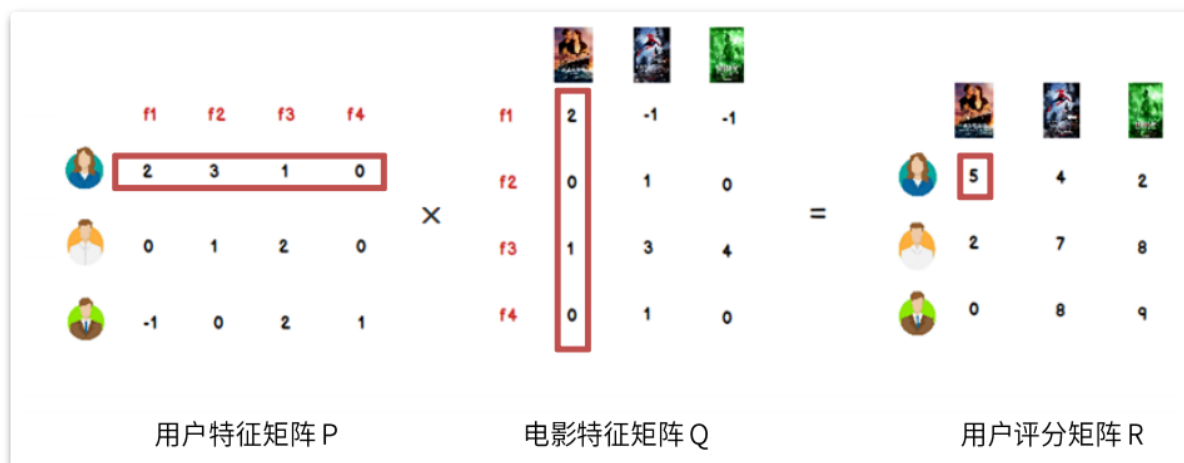 f1 f2 f3 f4
2 3 1 0
0 1 2 0
-1 0 2 1
×
f1 2 -1 -1
f2 0 1 0
f3 1 3 4
f4 0 1 0
=
5 4 2
2 7 8
0 8 9
用户特征矩阵 P
电影特征矩阵 Q
用户评分矩阵 R